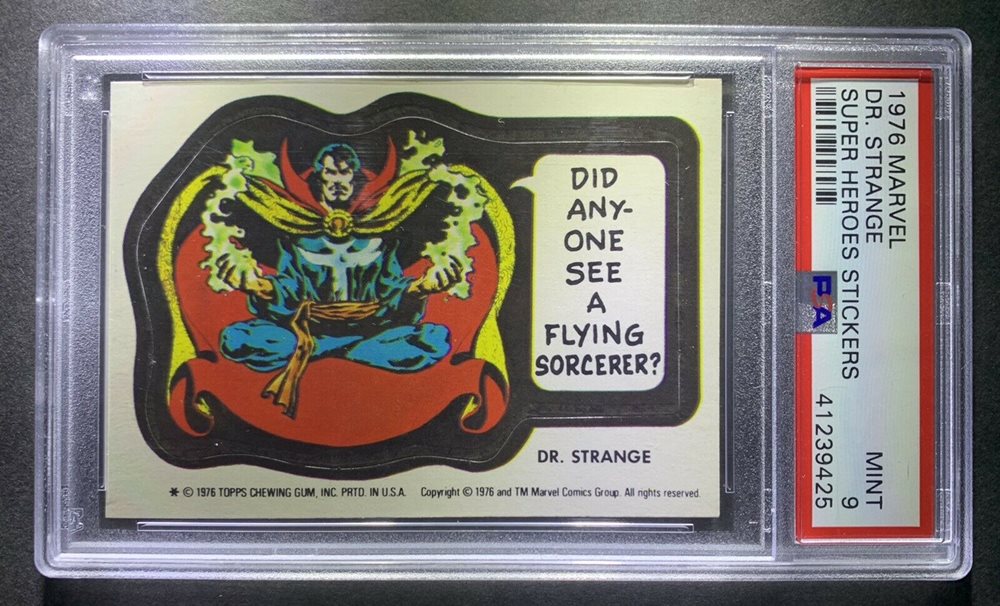 DID
ANY-
ONE
SEE
A
FLYING
SORCERER?
DR. STRANGE
* © 1976 TOPPS CHEWING GUM, INC. PRTD. IN U.S.A. Copyright © 1976 and TM Marvel Comics Group. All rights reserved.
1976 MARVEL
DR. STRANGE MINT
SUPER HEROES STICKERS 9
PSA 41239425